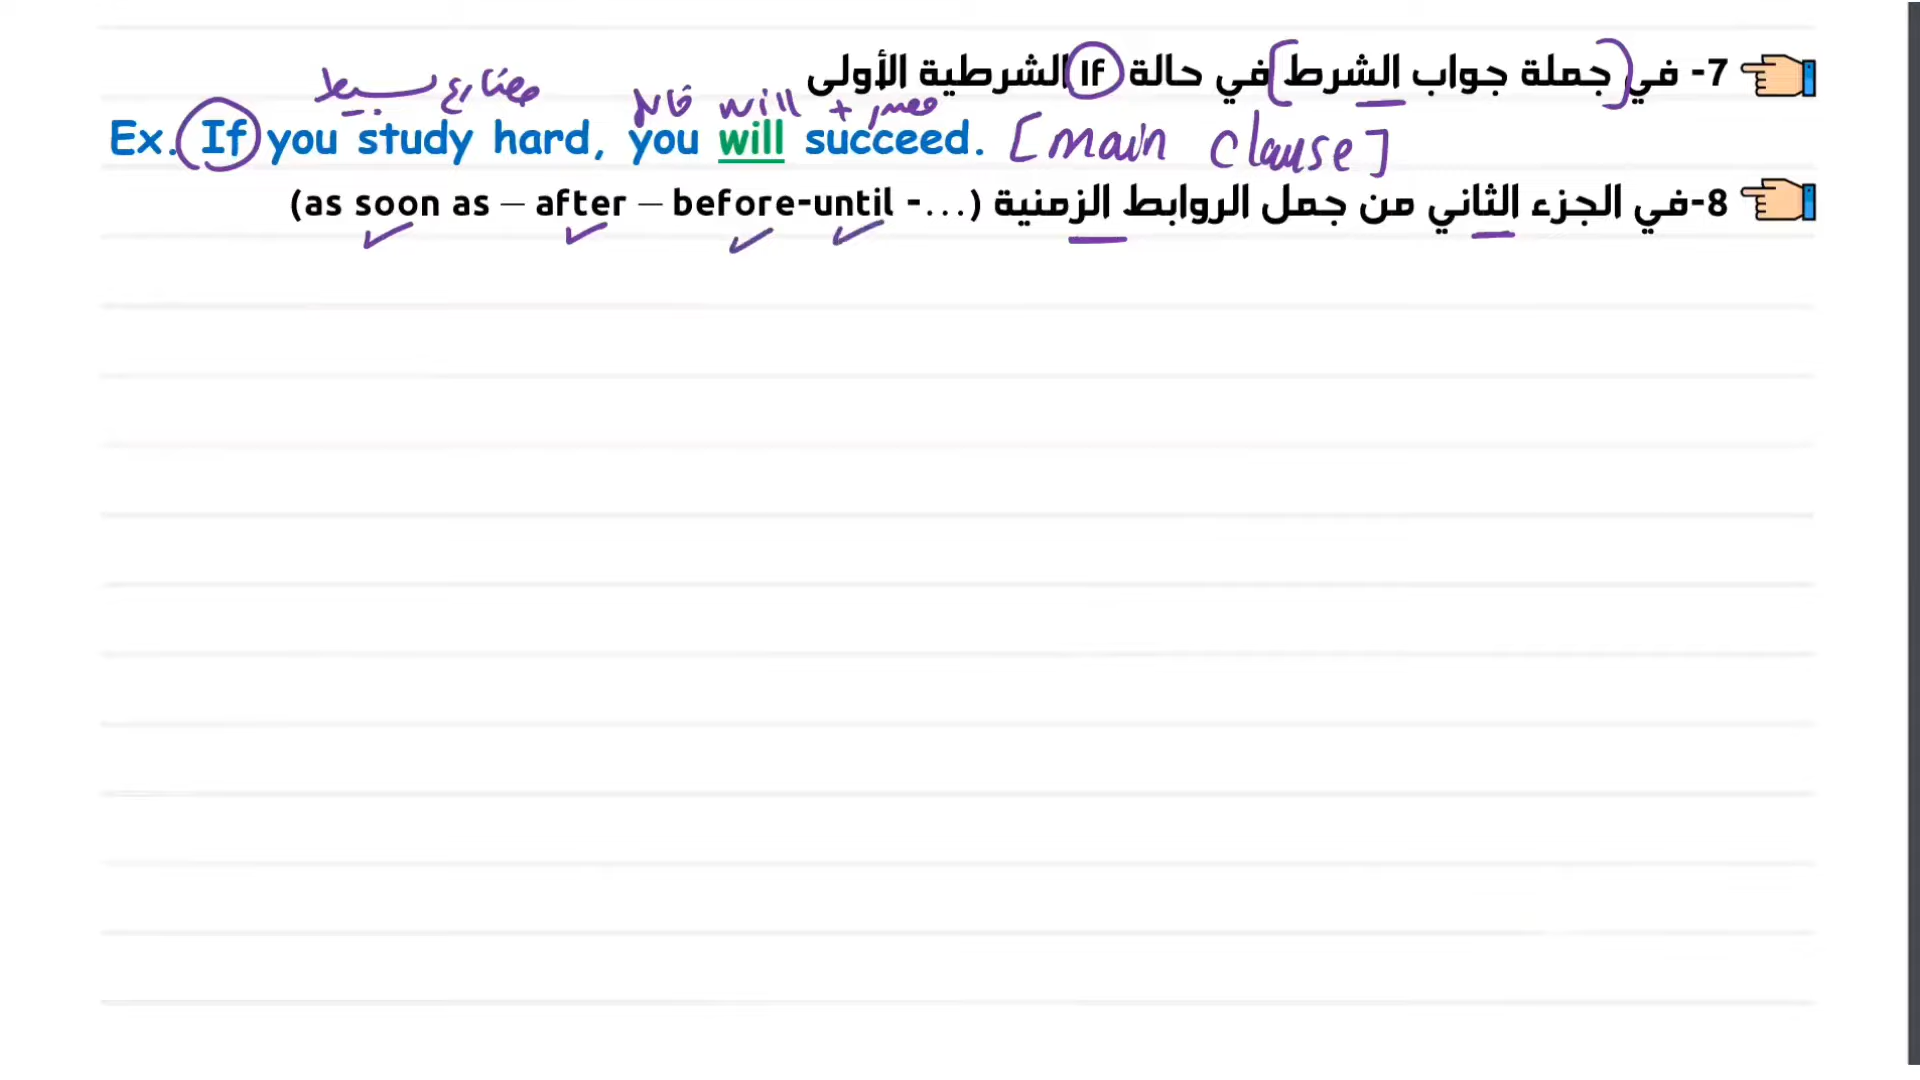 7- في (جملة جواب الشرط] في حالة If الشرطية الأولى
مضارع بسيط فاعل will + مصدر
Ex. If you study hard, you will succeed. [main clause]
8-في الجزء الثاني من جمل الروابط الزمنية (as soon as – after – before-until -...)